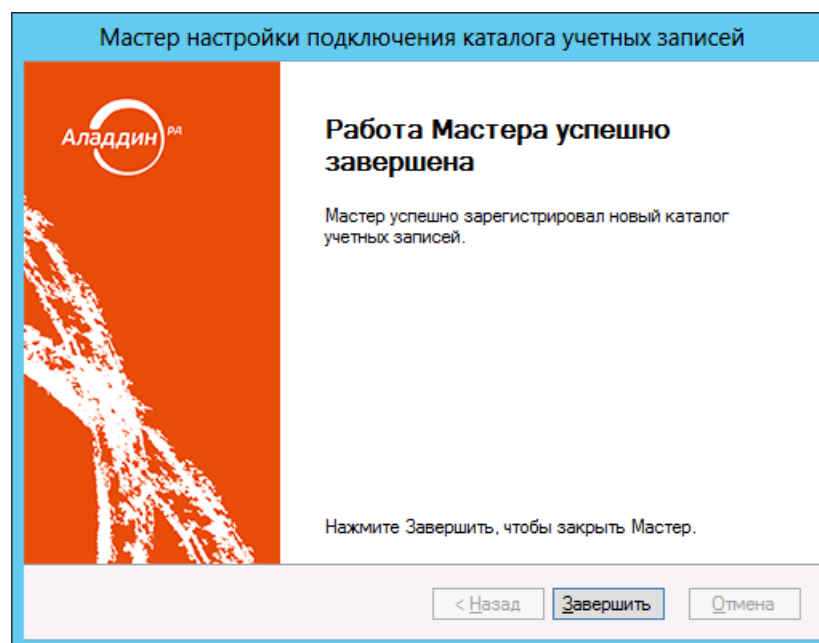 Мастер настройки подключения каталога учетных записей
Аладдин РД
Работа Мастера успешно
завершена
Мастер успешно зарегистрировал новый каталог
учетных записей.
Нажмите Завершить, чтобы закрыть Мастер.
< Назад Завершить Отмена